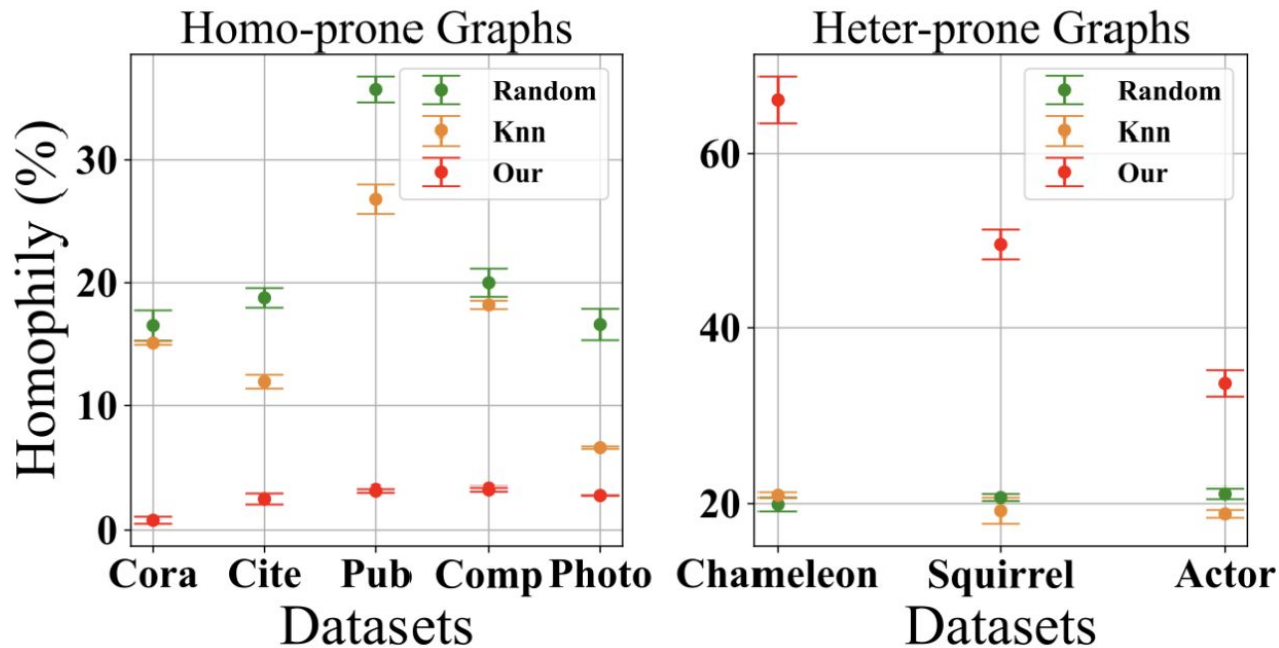 Homo-prone Graphs
Homophily (%)
30
20
10
0
Random
Knn
Our
Cora Cite Pub Comp Photo
Datasets
Heter-prone Graphs
60
40
20
Random
Knn
Our
Chameleon Squirrel Actor
Datasets